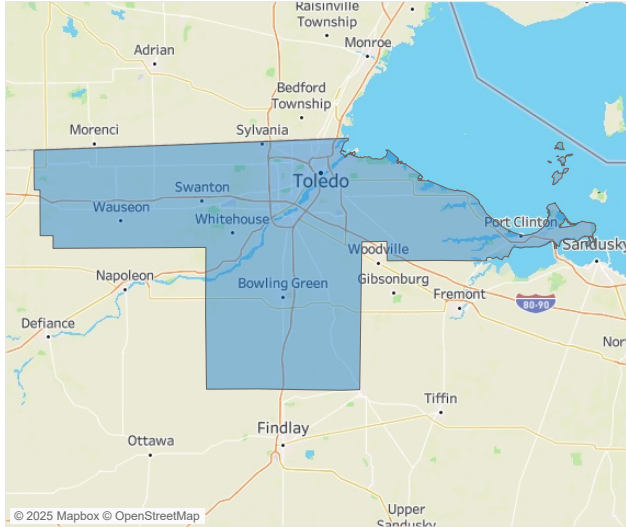 Raisinville
Township
Adrian
Monroe
Bedford
Township
Morenci
Sylvania
Toledo
Swanton
Wauseon
Whitehouse
Port Clinton
Sandusky
Woodville
Napoleon
Bowling Green
Gibsonburg
Fremont
80-90
Defiance
Nor
Tiffin
Findlay
Ottawa
Upper
Sandusky
© 2025 Mapbox © OpenStreetMap